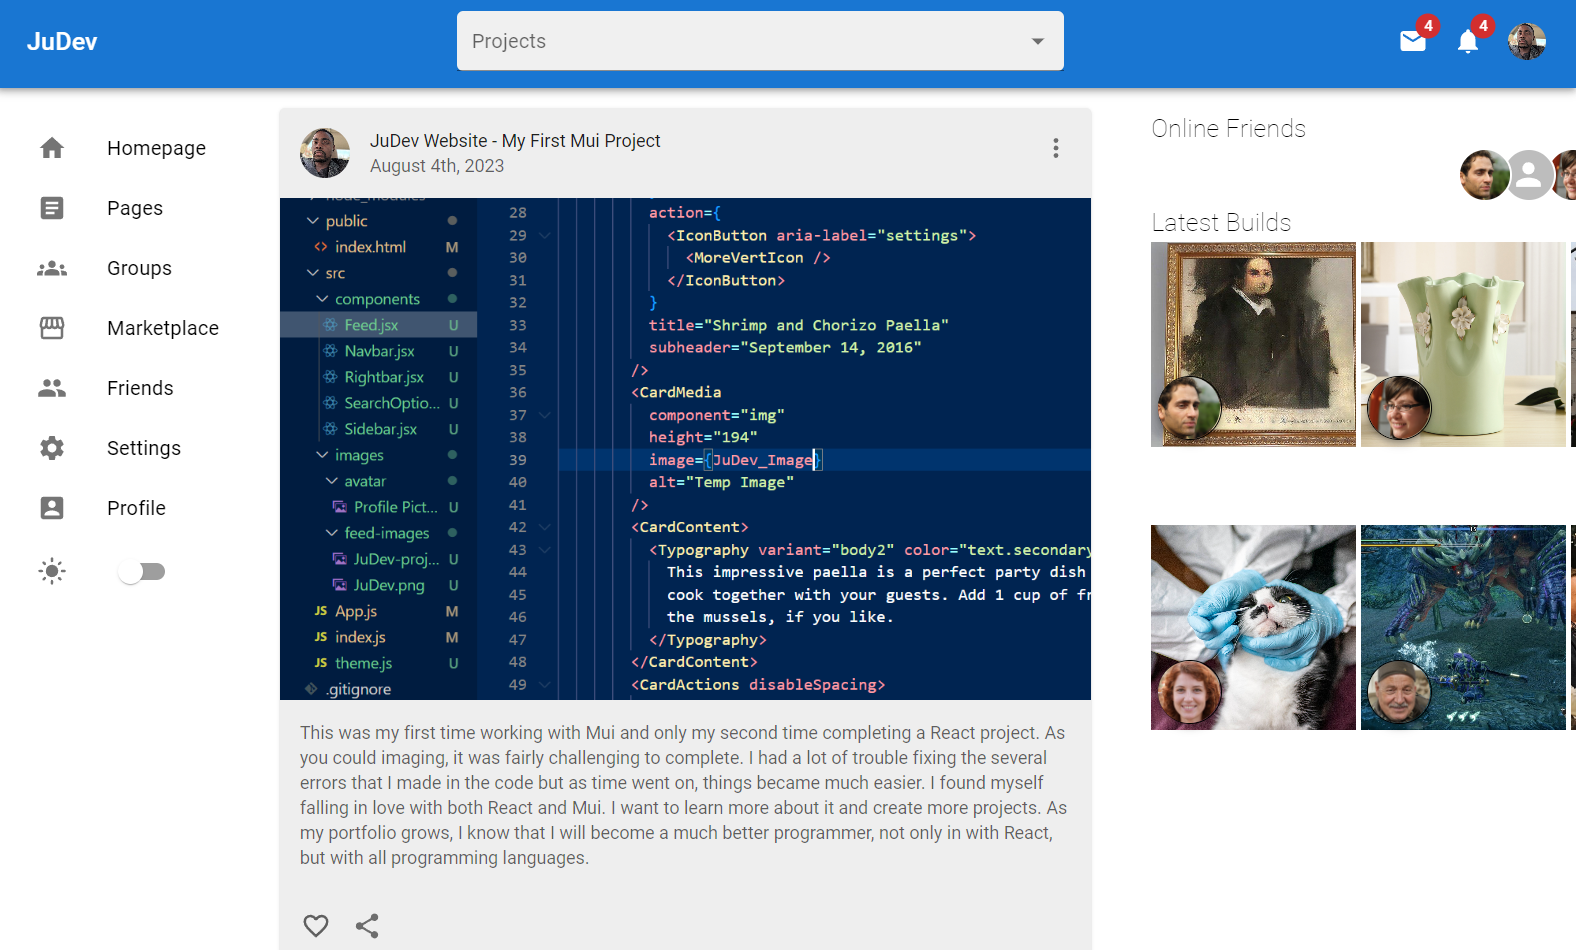 JuDev
Projects
4
4
Homepage
Pages
Groups
Marketplace
Friends
Settings
Profile
JuDev Website - My First Mui Project
August 4th, 2023
node_modules
public
index.html M
src
components
Feed.jsx U
Navbar.jsx U
Rightbar.jsx U
SearchOptio... U
Sidebar.jsx U
images
avatar
Profile Pict... U
feed-images
JuDev-proj... U
JuDev.png U
JS App.js M
JS index.js M
JS theme.js U
.gitignore
28 action={
29 <IconButton aria-label="settings">
30 <MoreVertIcon />
31 </IconButton>
32 }
33 title="Shrimp and Chorizo Paella"
34 subheader="September 14, 2016"
35 />
36 <CardMedia
37 component="img"
38 height="194"
39 image={JuDev_Image}
40 alt="Temp Image"
41 />
42 <CardContent>
43 <Typography variant="body2" color="text.secondary
44 This impressive paella is a perfect party dish
45 cook together with your guests. Add 1 cup of fr
46 the mussels, if you like.
47 </Typography>
48 </CardContent>
49 <CardActions disableSpacing>
This was my first time working with Mui and only my second time completing a React project. As
you could imaging, it was fairly challenging to complete. I had a lot of trouble fixing the several
errors that I made in the code but as time went on, things became much easier. I found myself
falling in love with both React and Mui. I want to learn more about it and create more projects. As
my portfolio grows, I know that I will become a much better programmer, not only in with React,
but with all programming languages.
Online Friends
Latest Builds